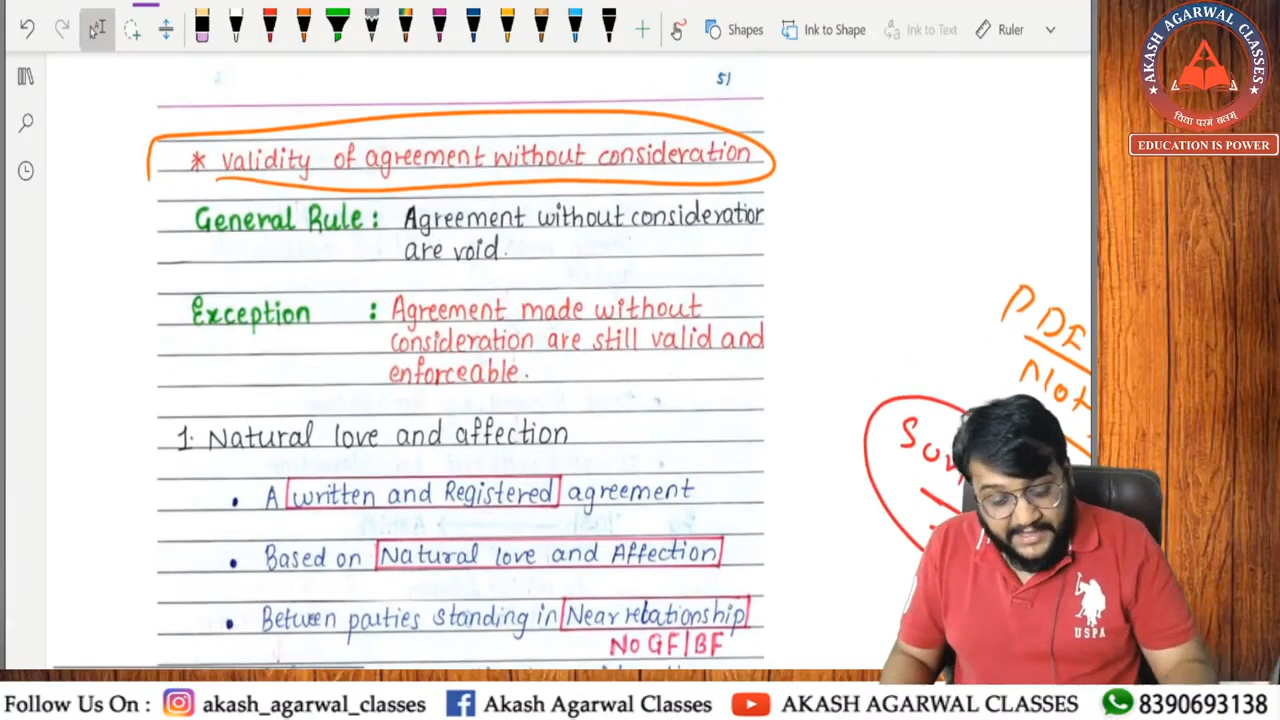 Shapes
Ink to Shape
Ink to Text
Ruler
AKASH AGARWAL CLASSES
विद्या परमं बलम्
EDUCATION IS POWER
51
* validity of agreement without consideration
General Rule : Agreement without consideration
are void.
Exception : Agreement made without
consideration are still valid and
enforceable.
1. Natural love and affection
• A written and Registered agreement
• Based on Natural love and Affection
• Between parties standing in Near relationship
No GF/BF
PDF
Not
USPA
Follow Us On : akash_agarwal_classes Akash Agarwal Classes AKASH AGARWAL CLASSES 8390693138